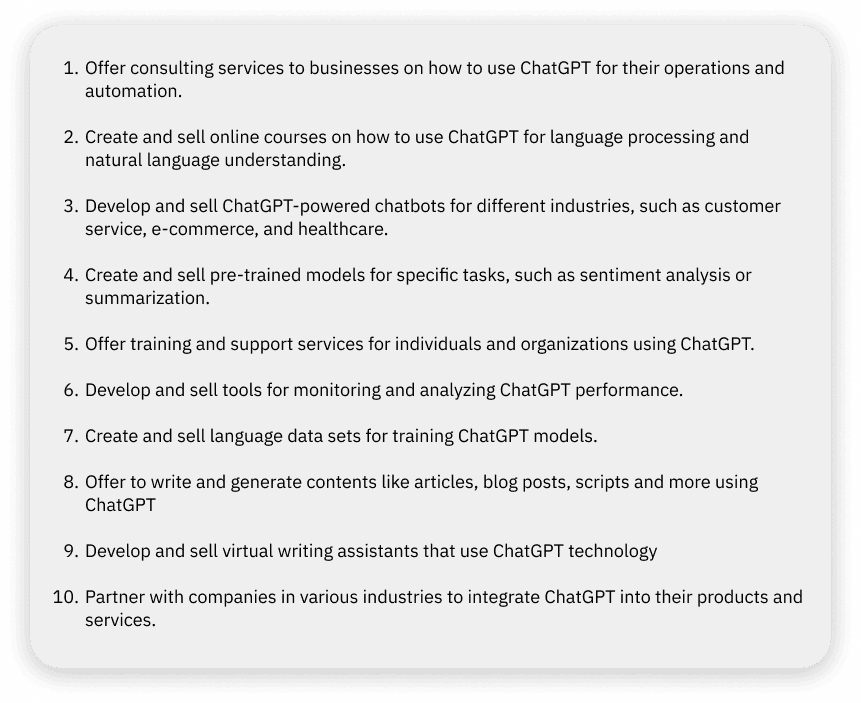 1. Offer consulting services to businesses on how to use ChatGPT for their operations and
automation.
2. Create and sell online courses on how to use ChatGPT for language processing and
natural language understanding.
3. Develop and sell ChatGPT-powered chatbots for different industries, such as customer
service, e-commerce, and healthcare.
4. Create and sell pre-trained models for specific tasks, such as sentiment analysis or
summarization.
5. Offer training and support services for individuals and organizations using ChatGPT.
6. Develop and sell tools for monitoring and analyzing ChatGPT performance.
7. Create and sell language data sets for training ChatGPT models.
8. Offer to write and generate contents like articles, blog posts, scripts and more using
ChatGPT
9. Develop and sell virtual writing assistants that use ChatGPT technology
10. Partner with companies in various industries to integrate ChatGPT into their products and
services.